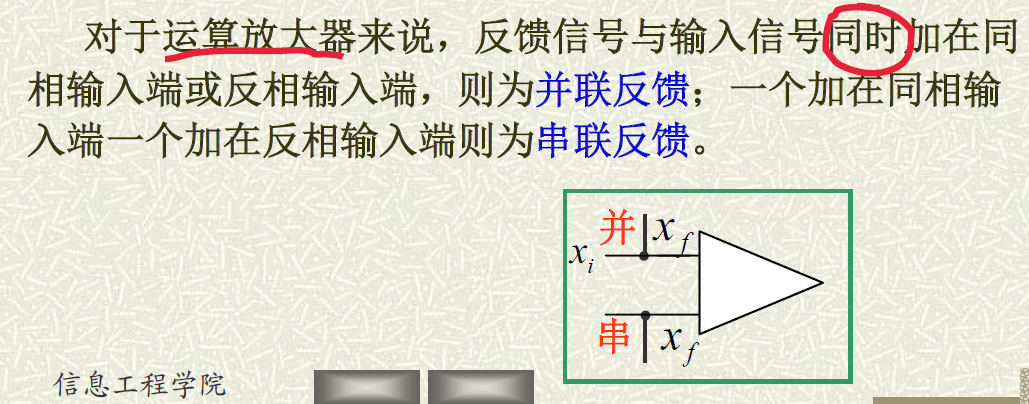 对于运算放大器来说，反馈信号与输入信号同时加在同
相输入端或反相输入端，则为并联反馈；一个加在同相输
入端一个加在反相输入端则为串联反馈。
并 x_f
x_i
串 x_f
信息工程学院